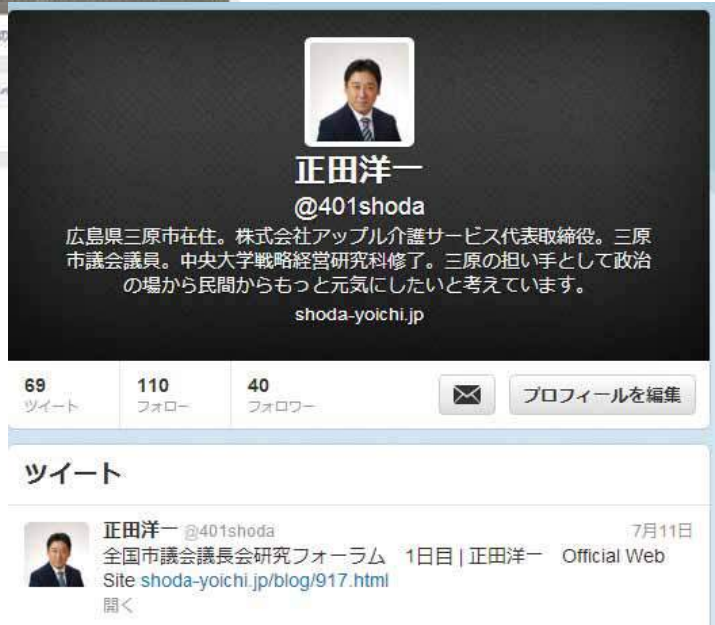 正田洋一
@401shoda
広島県三原市在住。株式会社アップル介護サービス代表取締役。三原
市議会議員。中央大学戦略経営研究科修了。三原の担い手として政治
の場から民間からもっと元気にしたいと考えています。
shoda-yoichi.jp
69 110 40
ツイート フォロー フォロワー
プロフィールを編集
ツイート
正田洋一 @401shoda 7月11日
全国市議会議長会研究フォーラム 1日目 | 正田洋一 Official Web
Site shoda-yoichi.jp/blog/917.html
開く